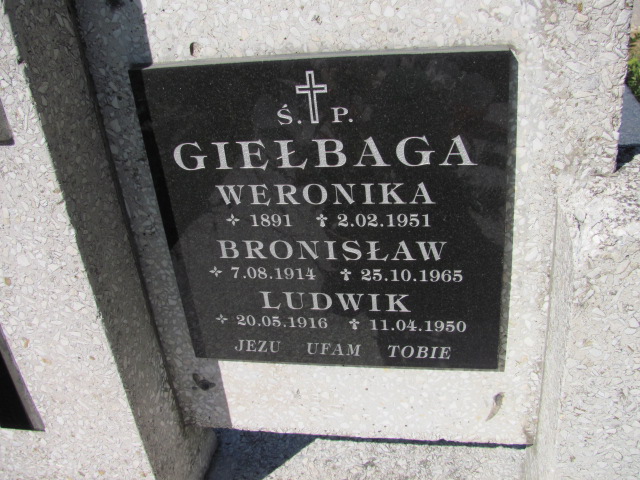 Ś. P.
GIEŁBAGA
WERONIKA
1891 2.02.1951
BRONISŁAW
7.08.1914 25.10.1965
LUDWIK
20.05.1916 11.04.1950
JEZU UFAM TOBIE